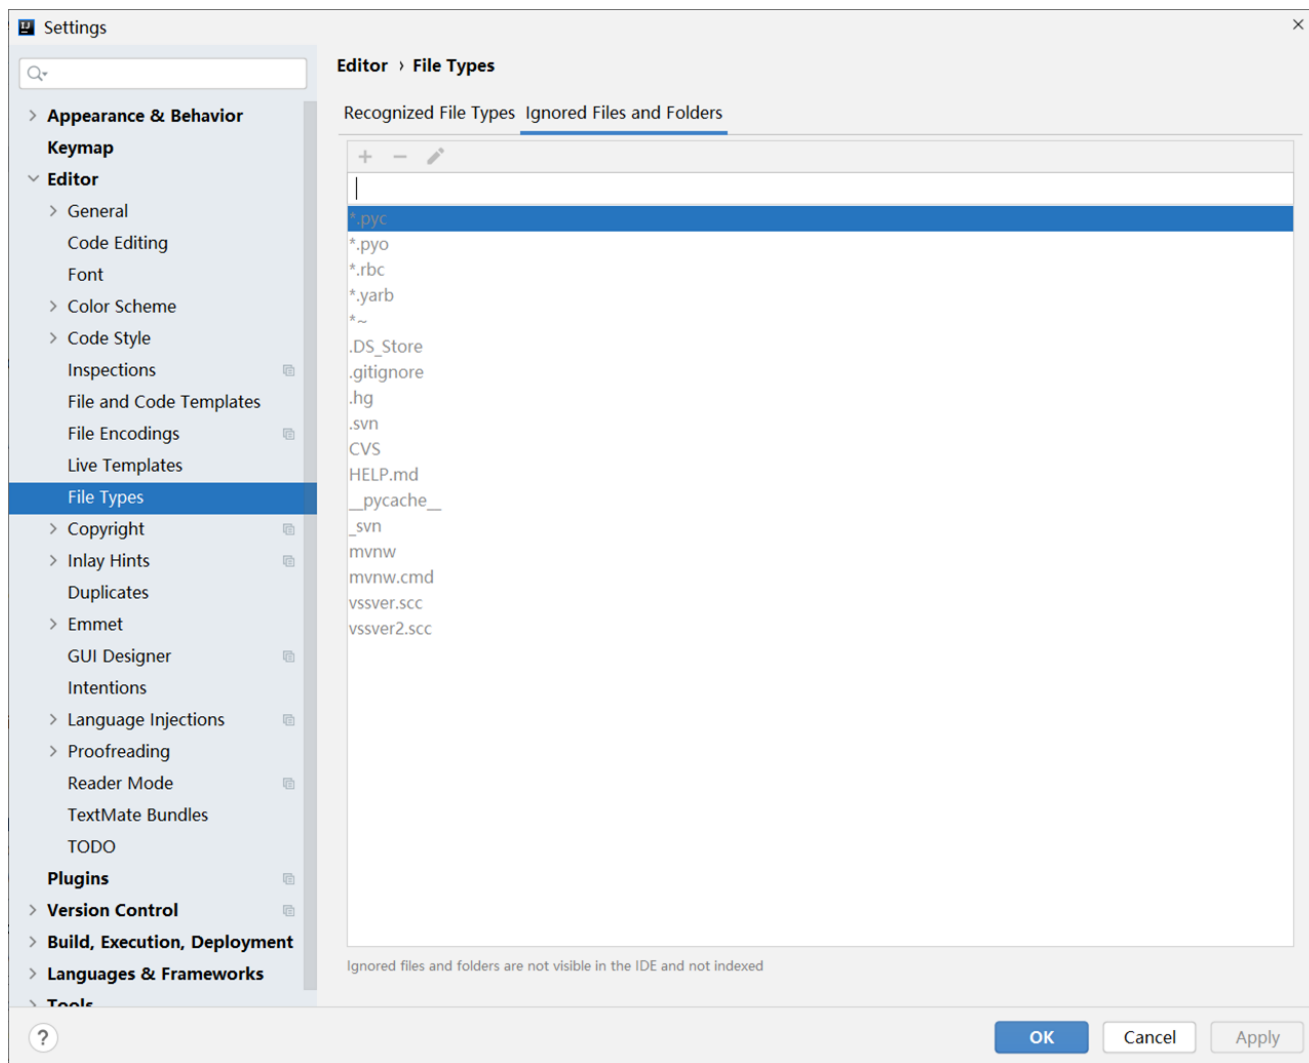 Settings
Appearance & Behavior
Keymap
Editor
General
Code Editing
Font
Color Scheme
Code Style
Inspections
File and Code Templates
File Encodings
Live Templates
File Types
Copyright
Inlay Hints
Duplicates
Emmet
GUI Designer
Intentions
Language Injections
Proofreading
Reader Mode
TextMate Bundles
TODO
Plugins
Version Control
Build, Execution, Deployment
Languages & Frameworks
Tools
Editor › File Types
Recognized File Types Ignored Files and Folders
*.pyc
*.pyo
*.rbc
*.yarb
*~
.DS_Store
.gitignore
.hg
.svn
CVS
HELP.md
__pycache__
_svn
mvnw
mvnw.cmd
vssver.scc
vssver2.scc
Ignored files and folders are not visible in the IDE and not indexed
? OK Cancel Apply